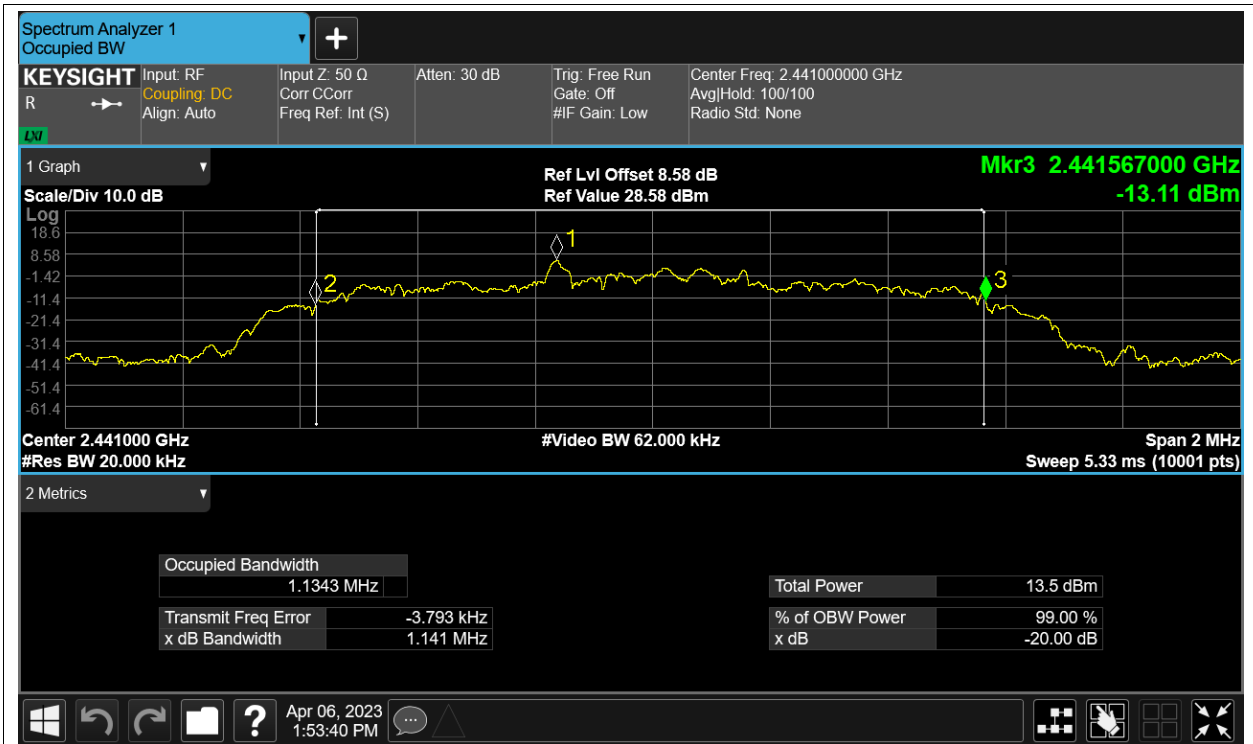 Spectrum Analyzer 1
Occupied BW
KEYSIGHT
R
LXI
Input: RF
Coupling: DC
Align: Auto
Input Z: 50 Ω
Corr CCorr
Freq Ref: Int (S)
Atten: 30 dB
Trig: Free Run
Gate: Off
#IF Gain: Low
Center Freq: 2.441000000 GHz
Avg|Hold: 100/100
Radio Std: None
1 Graph
Scale/Div 10.0 dB
Ref Lvl Offset 8.58 dB
Ref Value 28.58 dBm
Mkr3 2.441567000 GHz
-13.11 dBm
Log
18.6
8.58
-1.42
-11.4
-21.4
-31.4
-41.4
-51.4
-61.4
1
2
3
Center 2.441000 GHz
#Res BW 20.000 kHz
#Video BW 62.000 kHz
Span 2 MHz
Sweep 5.33 ms (10001 pts)
2 Metrics
Occupied Bandwidth
1.1343 MHz
Transmit Freq Error -3.793 kHz
x dB Bandwidth 1.141 MHz
Total Power 13.5 dBm
% of OBW Power 99.00 %
x dB -20.00 dB
?
Apr 06, 2023
1:53:40 PM